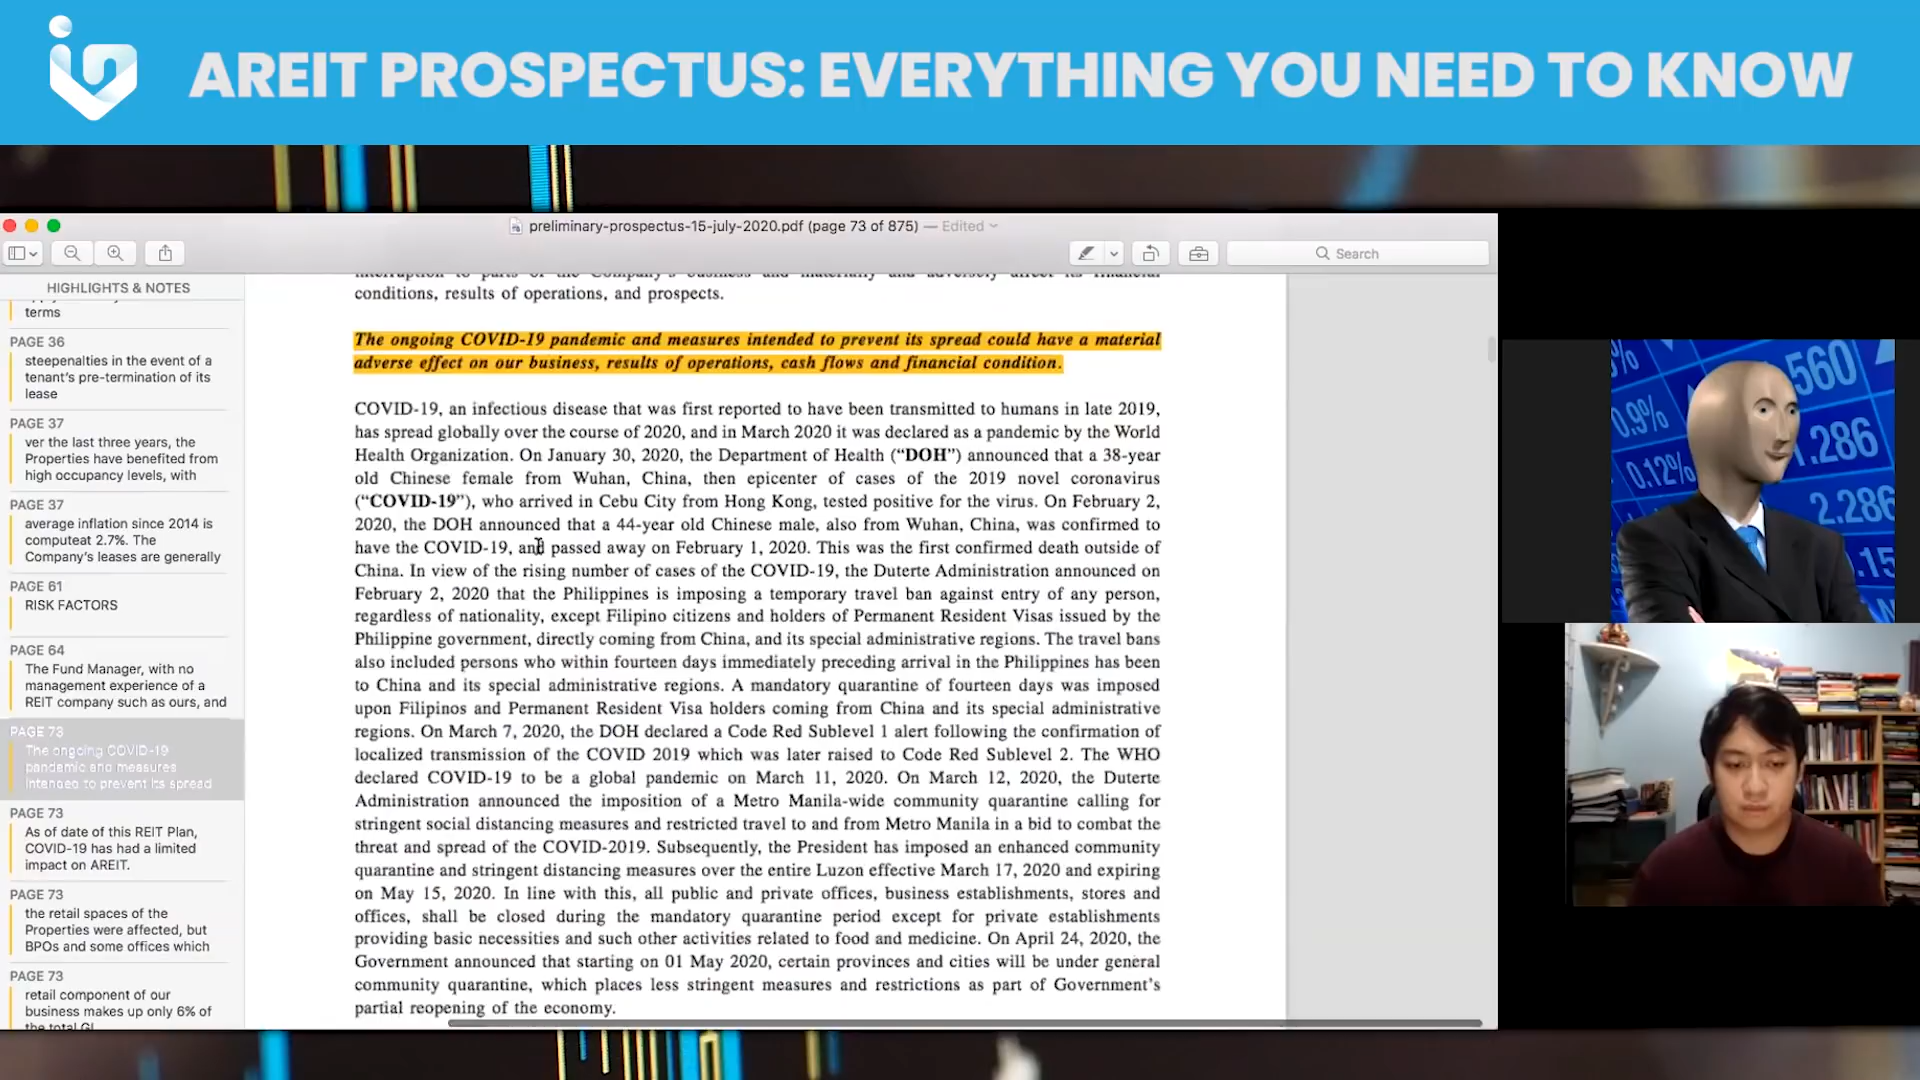 in
AREIT PROSPECTUS: EVERYTHING YOU NEED TO KNOW
preliminary-prospectus-15-july-2020.pdf (page 73 of 875) — Edited
Search
HIGHLIGHTS & NOTES
terms
PAGE 36
steepenalties in the event of a
tenant's pre-termination of its
lease
PAGE 37
ver the last three years, the
Properties have benefited from
high occupancy levels, with
PAGE 37
average inflation since 2014 is
computeat 2.7%. The
Company's leases are generally
PAGE 61
RISK FACTORS
PAGE 64
The Fund Manager, with no
management experience of a
REIT company such as ours, and
PAGE 73
The ongoing COVID-19
pandemic and measures
intended to prevent its spread
PAGE 73
As of date of this REIT Plan,
COVID-19 has had a limited
impact on AREIT.
PAGE 73
the retail spaces of the
Properties were affected, but
BPOs and some offices which
PAGE 73
retail component of our
business makes up only 6% of
the total GL
interruption to parts of the Company's business and materially and adversely affect its financial
conditions, results of operations, and prospects.
The ongoing COVID-19 pandemic and measures intended to prevent its spread could have a material
adverse effect on our business, results of operations, cash flows and financial condition.
COVID-19, an infectious disease that was first reported to have been transmitted to humans in late 2019,
has spread globally over the course of 2020, and in March 2020 it was declared as a pandemic by the World
Health Organization. On January 30, 2020, the Department of Health ("DOH") announced that a 38-year
old Chinese female from Wuhan, China, then epicenter of cases of the 2019 novel coronavirus
("COVID-19"), who arrived in Cebu City from Hong Kong, tested positive for the virus. On February 2,
2020, the DOH announced that a 44-year old Chinese male, also from Wuhan, China, was confirmed to
have the COVID-19, and passed away on February 1, 2020. This was the first confirmed death outside of
China. In view of the rising number of cases of the COVID-19, the Duterte Administration announced on
February 2, 2020 that the Philippines is imposing a temporary travel ban against entry of any person,
regardless of nationality, except Filipino citizens and holders of Permanent Resident Visas issued by the
Philippine government, directly coming from China, and its special administrative regions. The travel bans
also included persons who within fourteen days immediately preceding arrival in the Philippines has been
to China and its special administrative regions. A mandatory quarantine of fourteen days was imposed
upon Filipinos and Permanent Resident Visa holders coming from China and its special administrative
regions. On March 7, 2020, the DOH declared a Code Red Sublevel 1 alert following the confirmation of
localized transmission of the COVID 2019 which was later raised to Code Red Sublevel 2. The WHO
declared COVID-19 to be a global pandemic on March 11, 2020. On March 12, 2020, the Duterte
Administration announced the imposition of a Metro Manila-wide community quarantine calling for
stringent social distancing measures and restricted travel to and from Metro Manila in a bid to combat the
threat and spread of the COVID-2019. Subsequently, the President has imposed an enhanced community
quarantine and stringent distancing measures over the entire Luzon effective March 17, 2020 and expiring
on May 15, 2020. In line with this, all public and private offices, business establishments, stores and
offices, shall be closed during the mandatory quarantine period except for private establishments
providing basic necessities and such other activities related to food and medicine. On April 24, 2020, the
Government announced that starting on 01 May 2020, certain provinces and cities will be under general
community quarantine, which places less stringent measures and restrictions as part of Government's
partial reopening of the economy.
560
0.9%
1.286
0.12%
2.286
.15